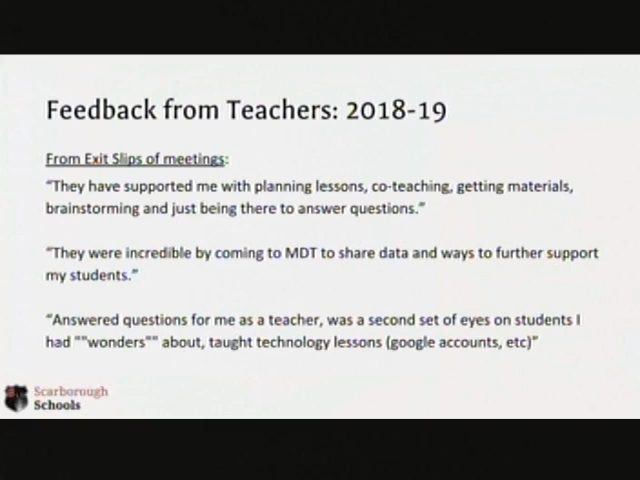 Feedback from Teachers: 2018-19
From Exit Slips of meetings:
“They have supported me with planning lessons, co-teaching, getting materials,
brainstorming and just being there to answer questions.”
“They were incredible by coming to MDT to share data and ways to further support
my students.”
“Answered questions for me as a teacher, was a second set of eyes on students I
had ""wonders"" about, taught technology lessons (google accounts, etc)”
Scarborough
Schools